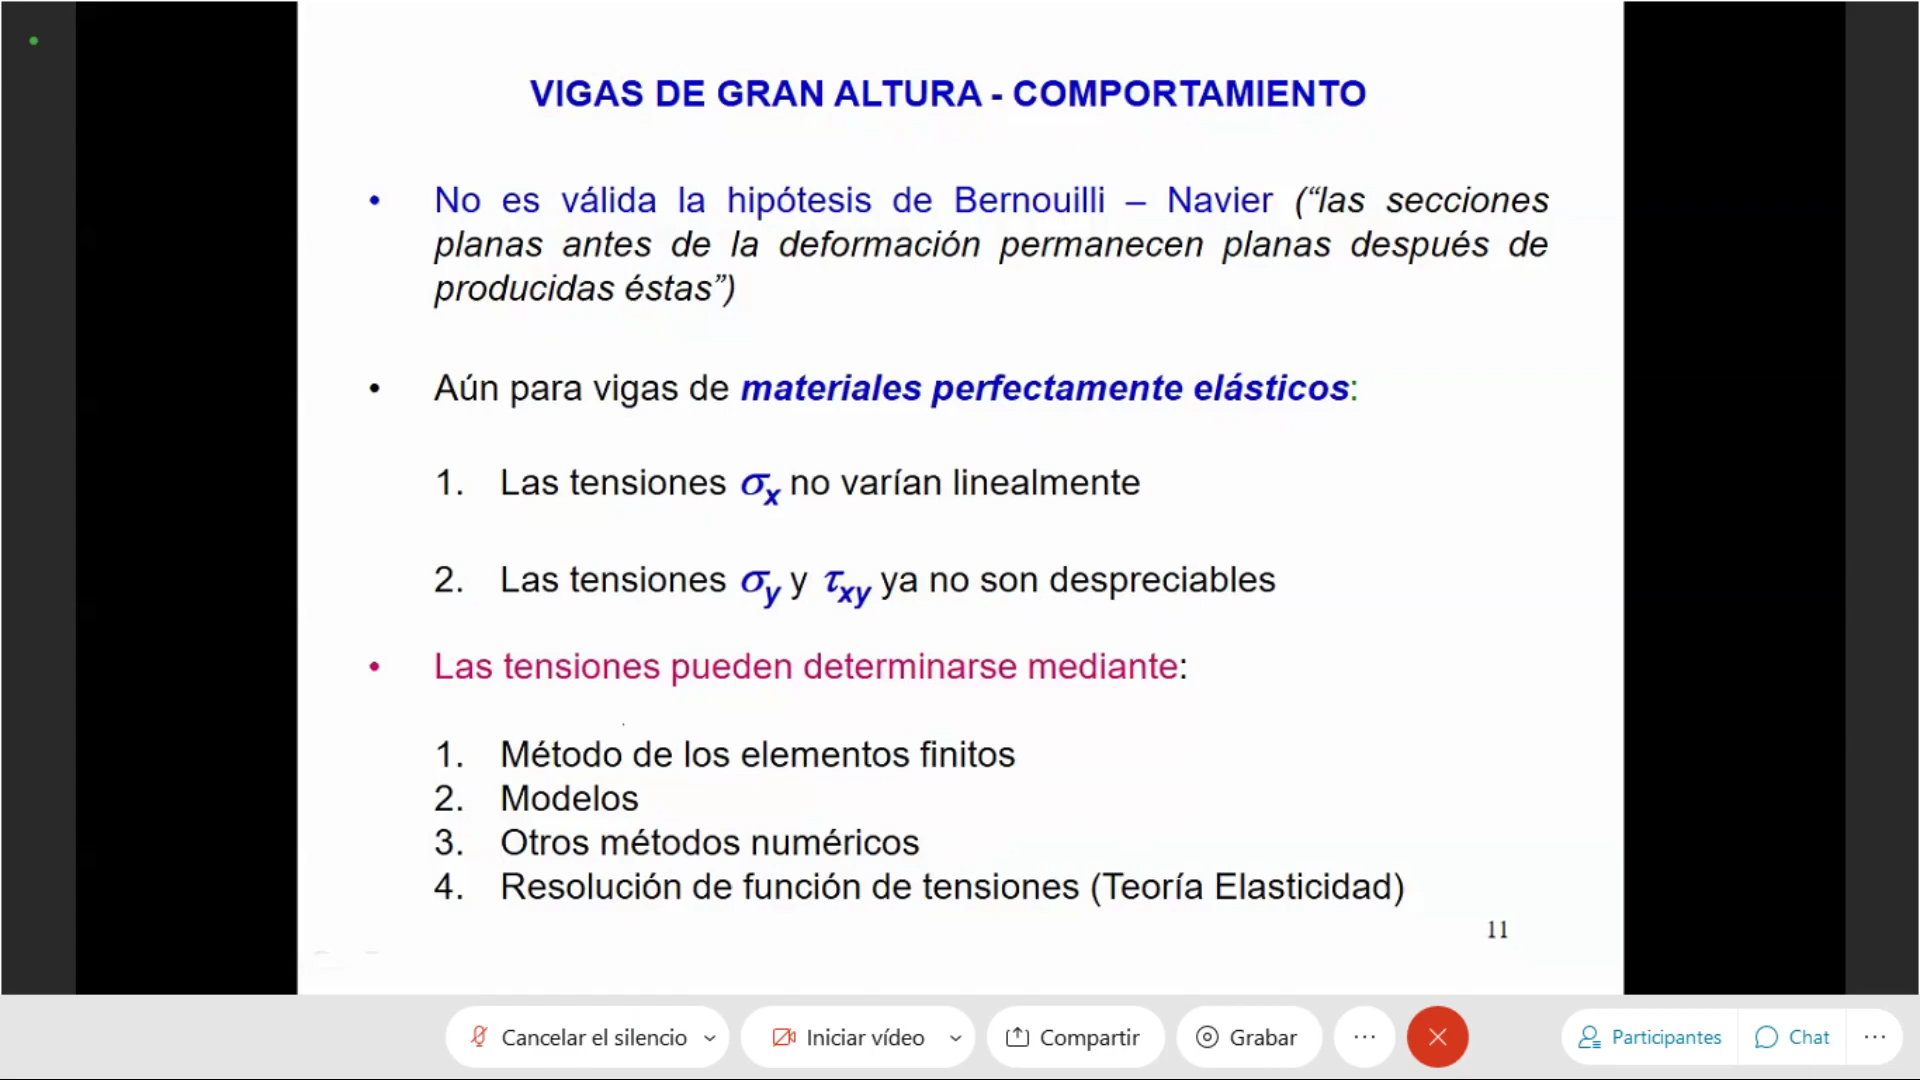 VIGAS DE GRAN ALTURA - COMPORTAMIENTO
• No es válida la hipótesis de Bernouilli – Navier (“las secciones
planas antes de la deformación permanecen planas después de
producidas éstas”)
• Aún para vigas de materiales perfectamente elásticos:
1. Las tensiones σx no varían linealmente
2. Las tensiones σy y τxy ya no son despreciables
• Las tensiones pueden determinarse mediante:
1. Método de los elementos finitos
2. Modelos
3. Otros métodos numéricos
4. Resolución de función de tensiones (Teoría Elasticidad)
11
Cancelar el silencio Iniciar vídeo Compartir Grabar ... Participantes Chat ...